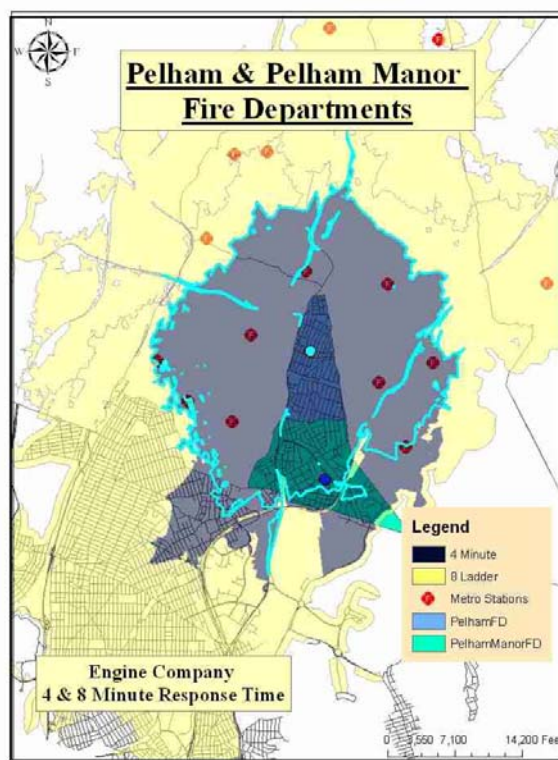 N
W
S
Pelham & Pelham Manor
Fire Departments
Legend
4 Minute
8 Ladder
Metro Stations
PelhamFD
PelhamManorFD
Engine Company
4 & 8 Minute Response Time
0 3,550 7,100 14,200 Fee